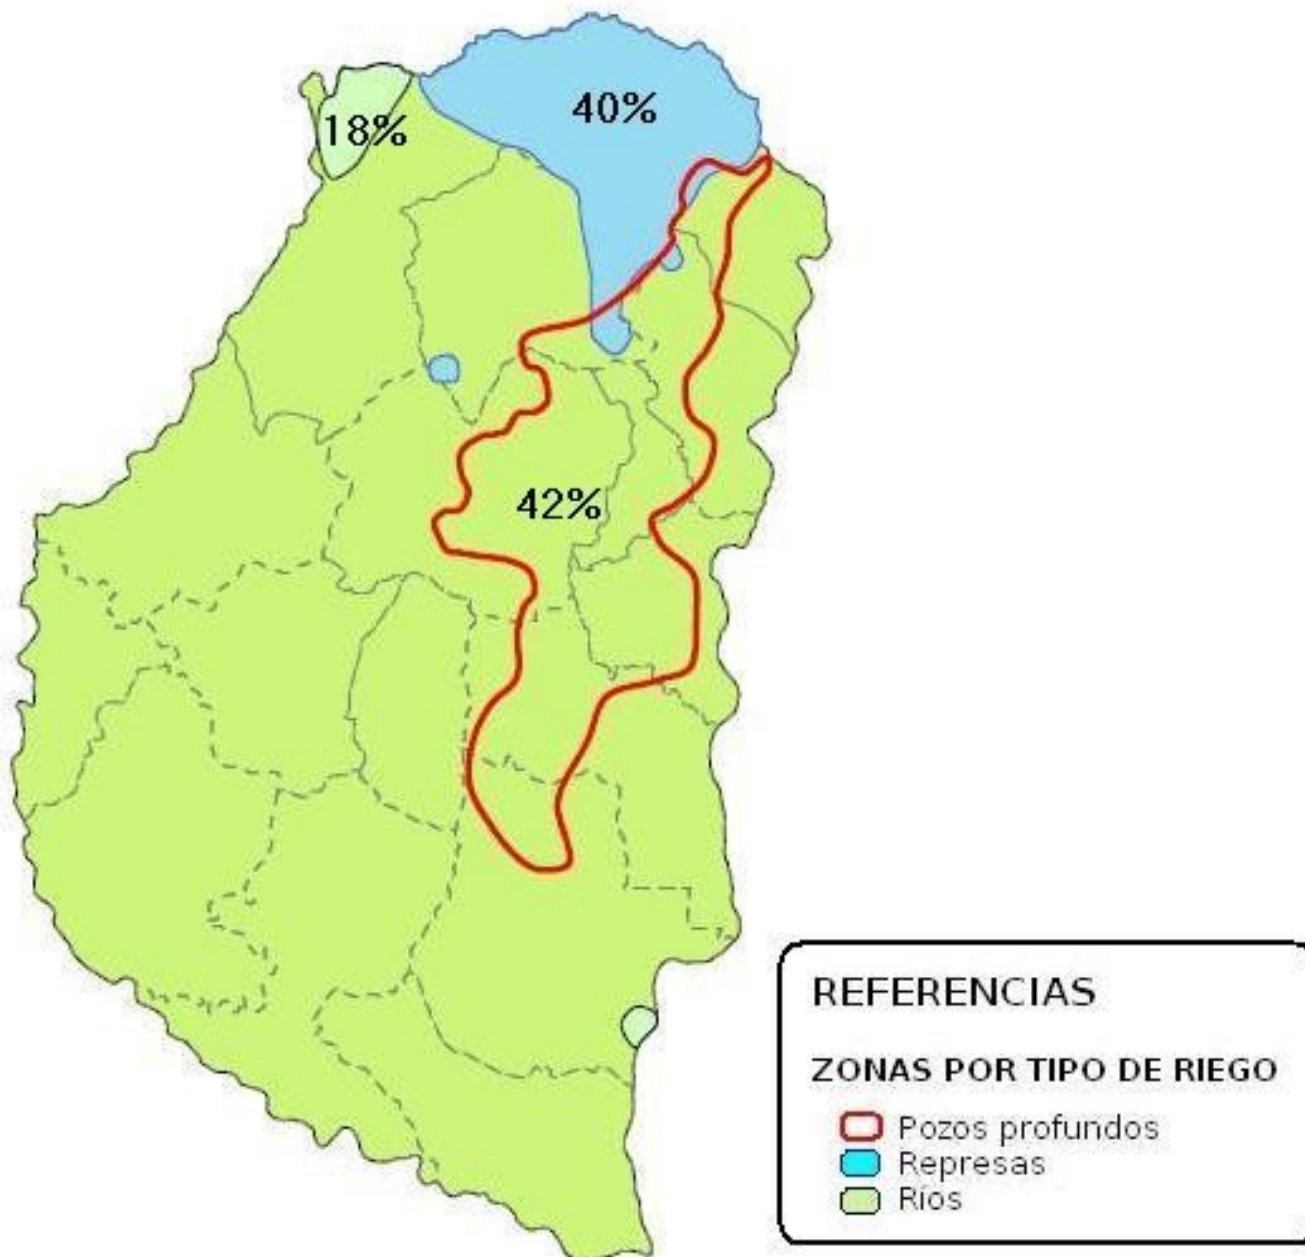 40%
18%
42%
REFERENCIAS
ZONAS POR TIPO DE RIEGO
Pozos profundos
Represas
Ríos